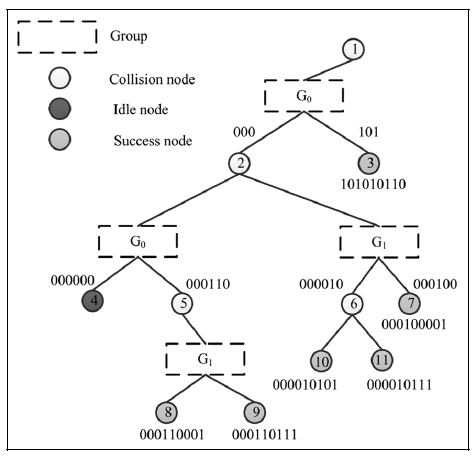 Group
1
Collision node
G₀
Idle node
000 101
Success node
2 3
101010110
G₀ G₁
000000 000110 000010 000100
4 5 6 7
000100001
G₁ 10 11
000010101 000010111
8 9
000110001 000110111